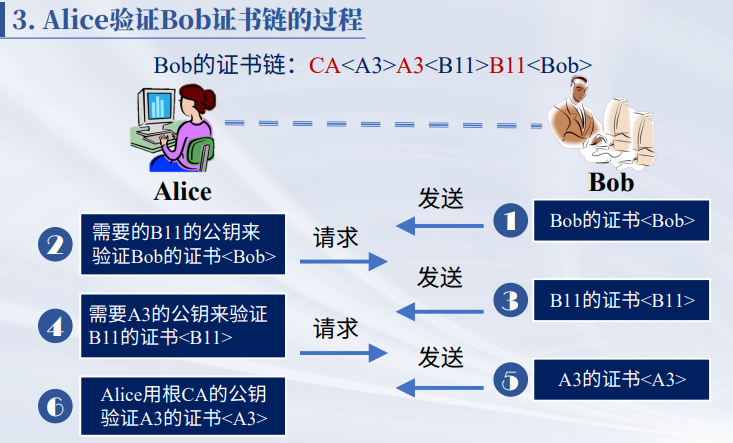 3. Alice验证Bob证书链的过程
Bob的证书链：CA<A3>A3<B11>B11<Bob>
Alice
Bob
发送
1
Bob的证书<Bob>
2
需要的B11的公钥来
验证Bob的证书<Bob>
请求
发送
3
B11的证书<B11>
4
需要A3的公钥来验证
B11的证书<B11>
请求
发送
5
A3的证书<A3>
6
Alice用根CA的公钥
验证A3的证书<A3>